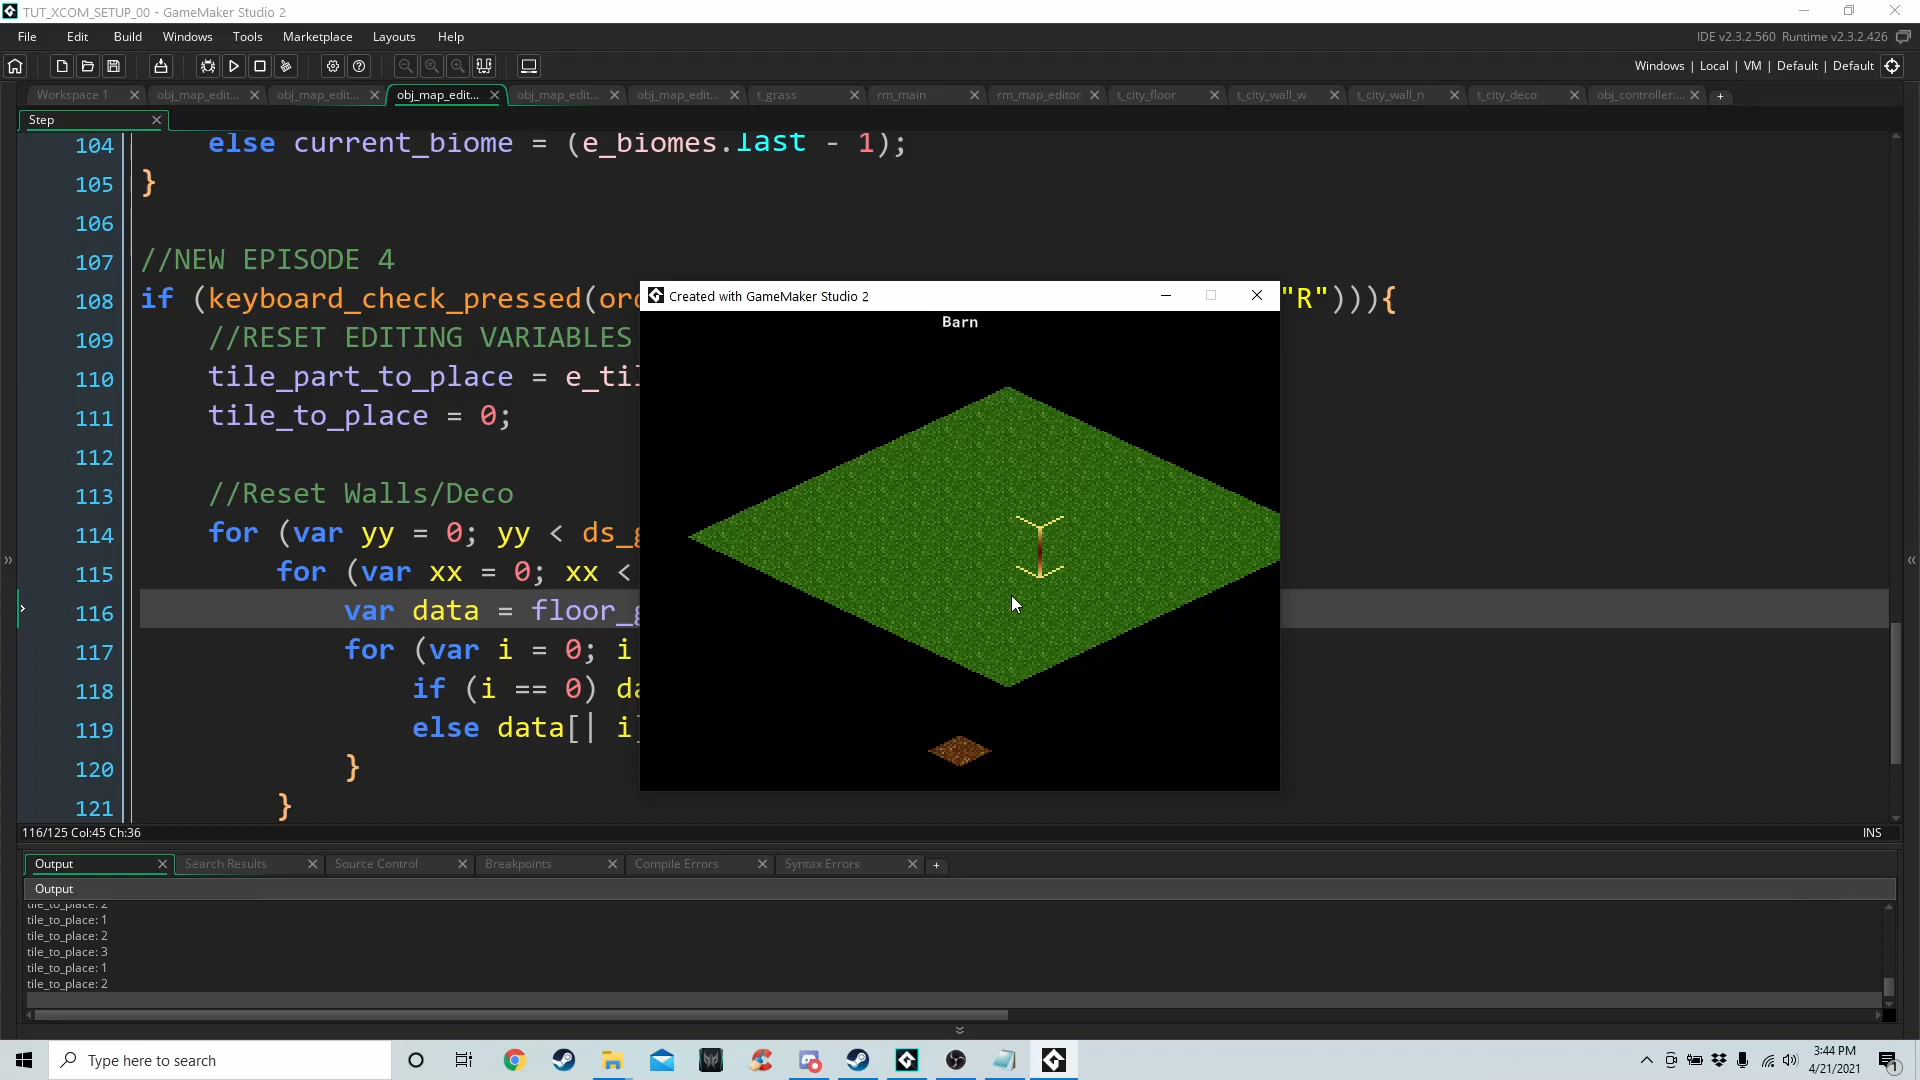 TUT_XCOM_SETUP_00 - GameMaker Studio 2
File Edit Build Windows Tools Marketplace Layouts Help
IDE v2.3.2.560 Runtime v2.3.2.426
Windows | Local | VM | Default | Default
Workspace 1 obj_map_edit... obj_map_edit... obj_map_edit... obj_map_edit... obj_map_edit... t_grass rm_main rm_map_editor t_city_floor t_city_wall_w t_city_wall_n t_city_deco obj_controller:...
Step
104 else current_biome = (e_biomes.last - 1);
105 }
106
107 //NEW EPISODE 4
108 if (keyboard_check_pressed(ord "R"))){
109 //RESET EDITING VARIABLES
110 tile_part_to_place = e_til
111 tile_to_place = 0;
112
113 //Reset Walls/Deco
114 for (var yy = 0; yy < ds_g
115 for (var xx = 0; xx <
116 var data = floor_g
117 for (var i = 0; i
118 if (i == 0) da
119 else data[| i]
120 }
121 }
Created with GameMaker Studio 2
Barn
116/125 Col:45 Ch:36
INS
Output Search Results Source Control Breakpoints Compile Errors Syntax Errors
Output
tile_to_place: 2
tile_to_place: 1
tile_to_place: 2
tile_to_place: 3
tile_to_place: 1
tile_to_place: 2
Type here to search
3:44 PM
4/21/2021
1